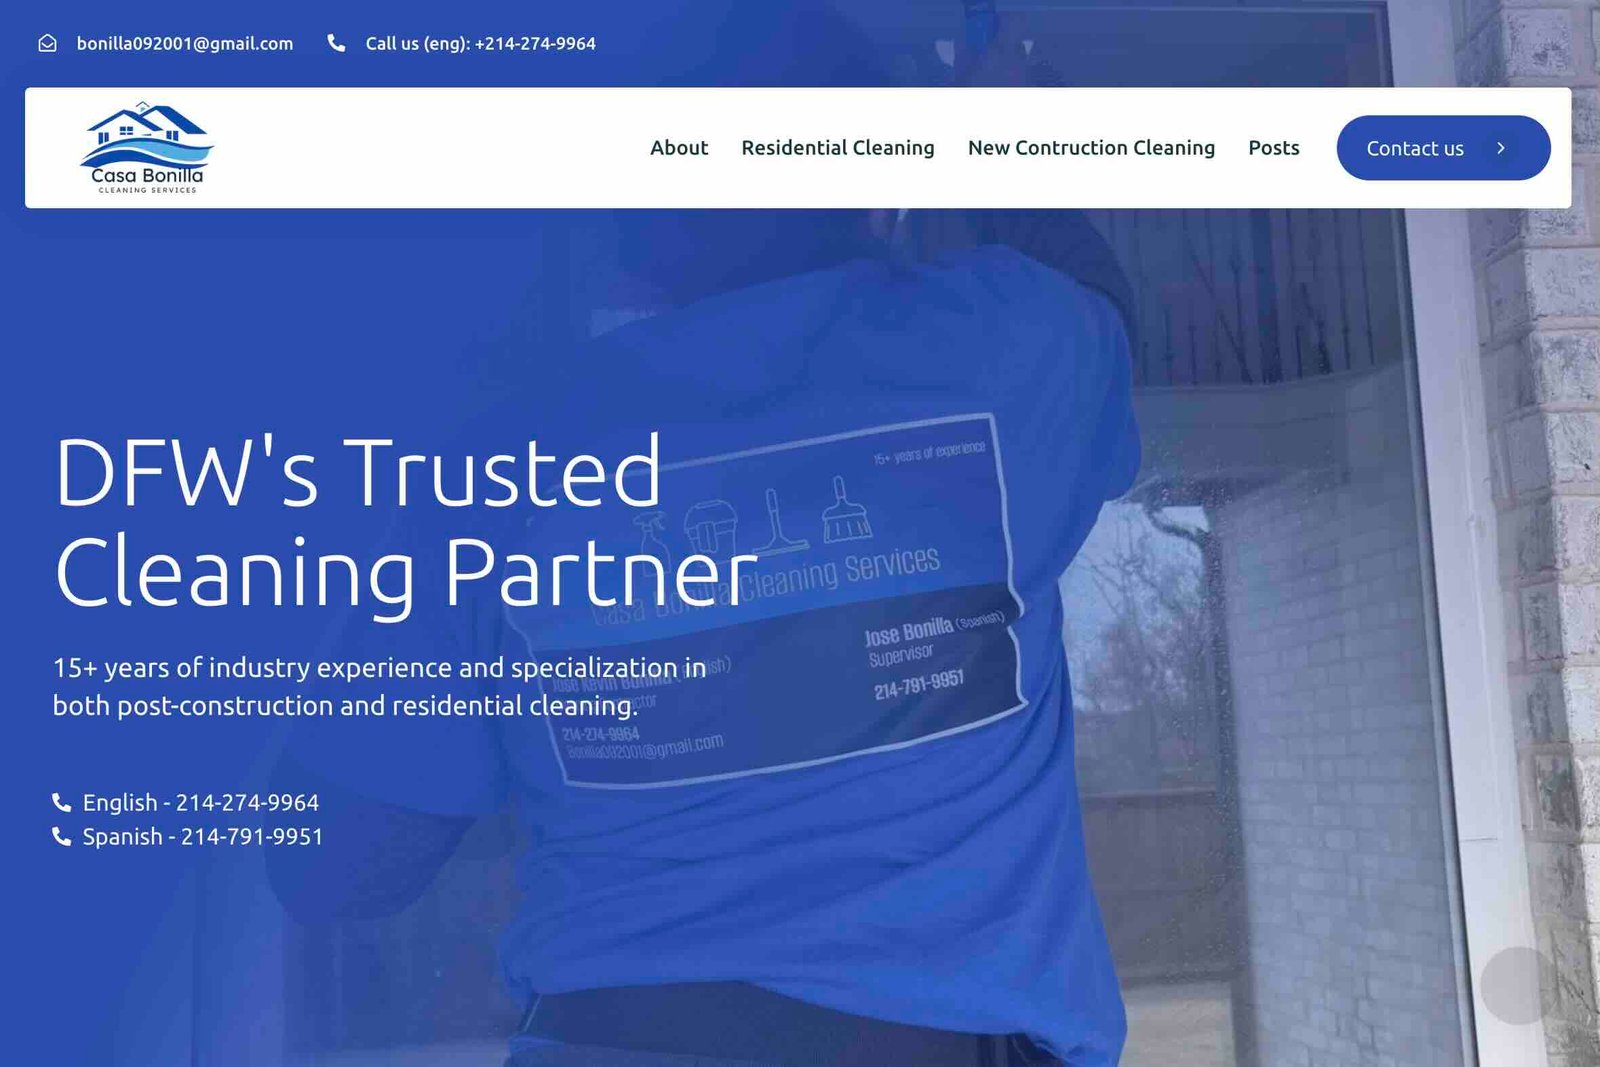 bonilla092001@gmail.com
Call us (eng): +214-274-9964
Casa Bonilla
CLEANING SERVICES
About
Residential Cleaning
New Contruction Cleaning
Posts
Contact us
DFW's Trusted
Cleaning Partner
15+ years of industry experience and specialization in
both post-construction and residential cleaning.
English - 214-274-9964
Spanish - 214-791-9951
15+ years of experience
Casa Bonilla Cleaning Services
Jose Kevin Bonilla
214-274-9964
Bonilla092001@gmail.com
Jose Bonilla (Spanish)
Supervisor
214-791-9951